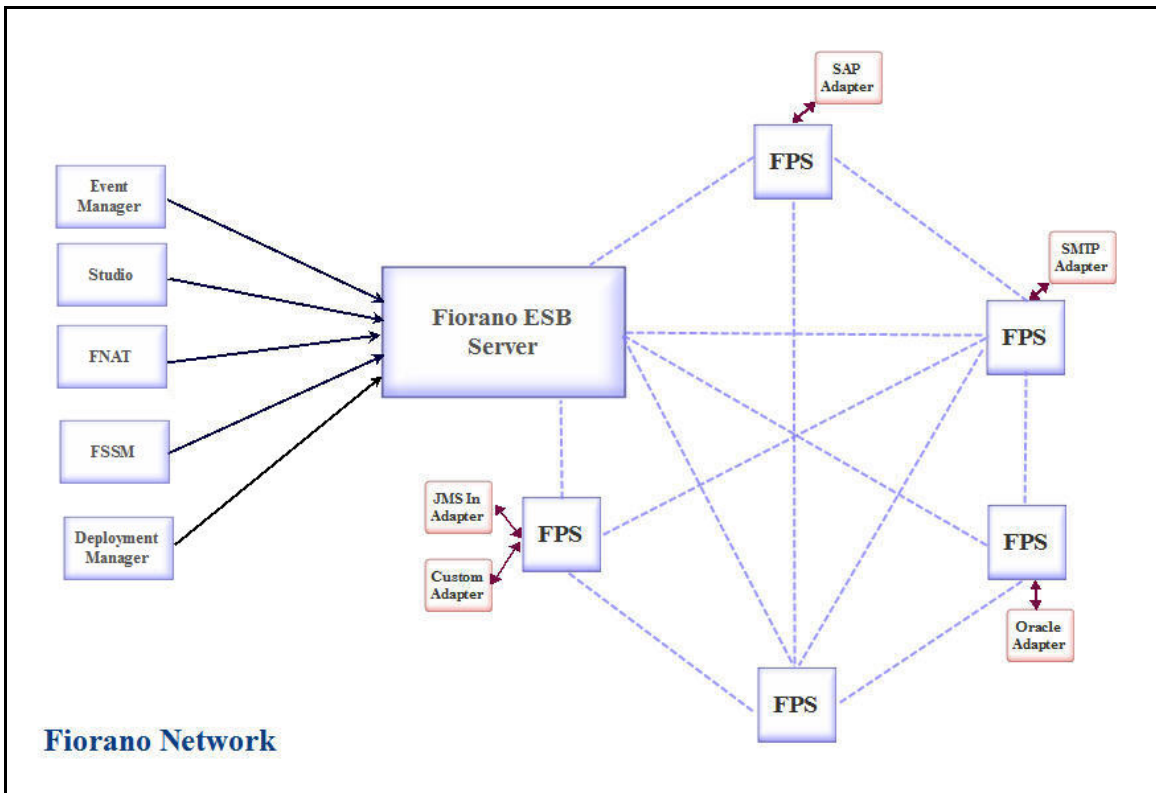 SAP
Adapter
FPS
Event
Manager
Studio
FNAT
FSSM
Deployment
Manager
Fiorano ESB
Server
SMTP
Adapter
FPS
JMS In
Adapter
Custom
Adapter
FPS
FPS
Oracle
Adapter
FPS
Fiorano Network